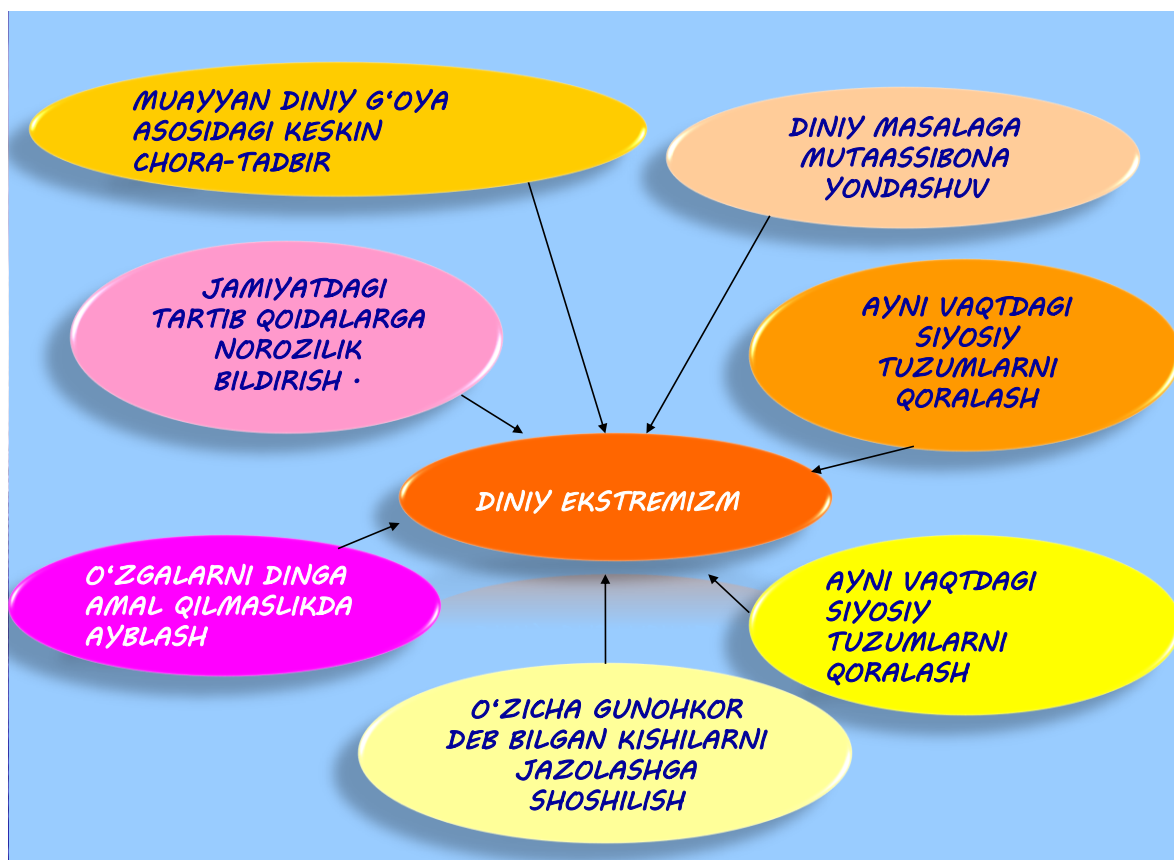 MUAYYAN DINIY G‘OYA
ASOSIDAGI KESKIN
CHORA-TADBIR
DINIY MASALAGA
MUTAASSIBONA
YONDASHUV
JAMIYATDAGI
TARTIB QOIDALARGA
NOROZILIK
BILDIRISH ·
AYNI VAQTDAGI
SIYOSIY
TUZUMLARNI
QORALASH
DINIY EKSTREMIZM
O‘ZGALARNI DINGA
AMAL QILMASLIKDA
AYBLASH
AYNI VAQTDAGI
SIYOSIY
TUZUMLARNI
QORALASH
O‘ZICHA GUNOHKOR
DEB BILGAN KISHILARNI
JAZOLASHGA
SHOSHILISH